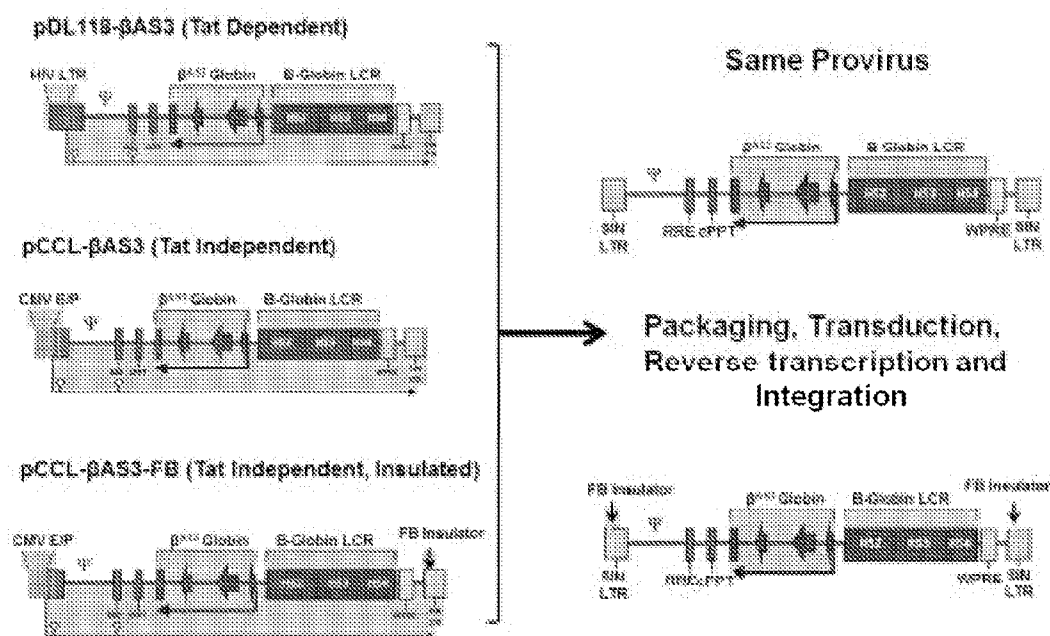 pDL118-βAS3 (Tat Dependent)
HIV LTR
Ψ
βᴬˢ³ Globin
B-Globin LCR
pCCL-βAS3 (Tat Independent)
CMV E/P
Ψ
βᴬˢ³ Globin
B-Globin LCR
pCCL-βAS3-FB (Tat Independent, Insulated)
CMV E/P
Ψ
βᴬˢ³ Globin
B-Globin LCR
FB Insulator
Same Provirus
Ψ
βᴬˢ³ Globin
B Globin LCR
HS2 HS3 HS4
SIN
LTR
RRE cPPT
WPRE
SIN
LTR
Packaging, Transduction,
Reverse transcription and
Integration
FB Insulator
Ψ
βᴬˢ³ Globin
B-Globin LCR
FB Insulator
SIN
LTR
RRE cPPT
WPRE
SIN
LTR